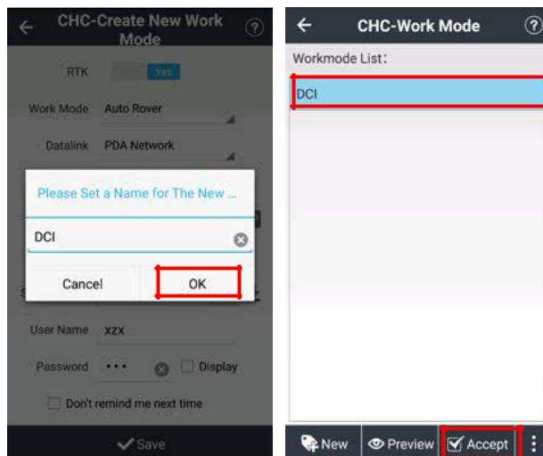 CHC-Create New Work
Mode
?
RTK Yes
Work Mode Auto Rover
Datalink PDA Network
Please Set a Name for The New ...
DCI
Cancel OK
User Name xzx
Password ••• Display
Don't remind me next time
Save
CHC-Work Mode ?
Workmode List:
DCI
New Preview Accept